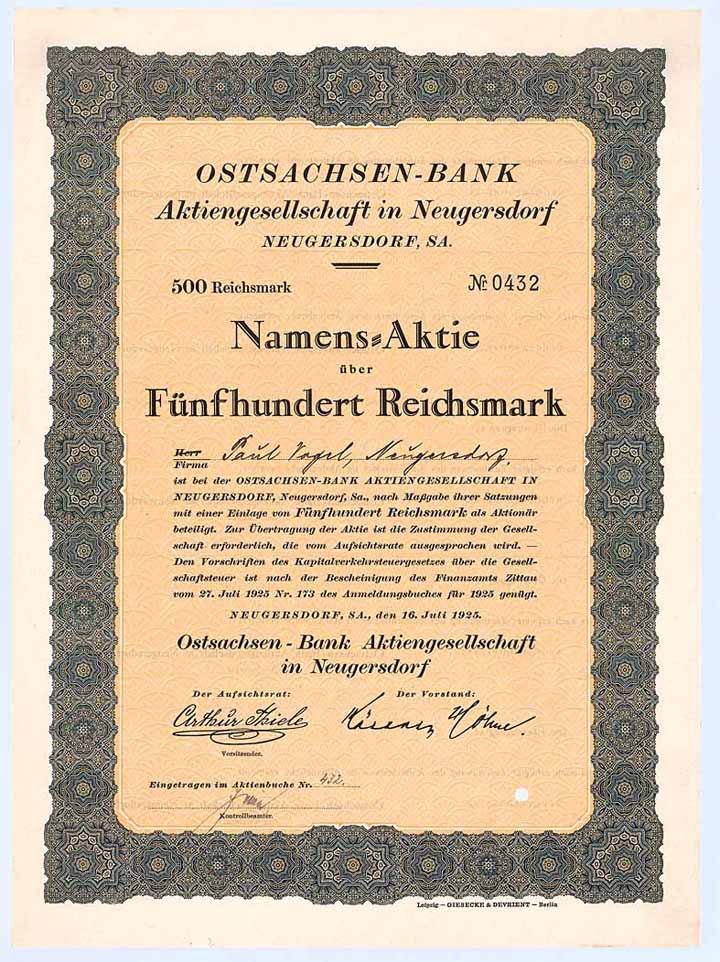 OSTSACHSEN-BANK
Aktiengesellschaft in Neugersdorf
NEUGERSDORF, SA.
500 Reichsmark № 0432
Namens-Aktie
über
Fünfhundert Reichsmark
Herr
Firma Paul Vogel, Neugersdorf,
ist bei der OSTSACHSEN-BANK AKTIENGESELLSCHAFT IN
NEUGERSDORF, Neugersdorf, Sa., nach Maßgabe ihrer Satzungen
mit einer Einlage von Fünfhundert Reichsmark als Aktionär
beteiligt. Zur Übertragung der Aktie ist die Zustimmung der Gesell-
schaft erforderlich, die vom Aufsichtsrate ausgesprochen wird. —
Den Vorschriften des Kapitalverkehrsteuergesetzes über die Gesell-
schaftsteuer ist nach der Bescheinigung des Finanzamts Zittau
vom 27. Juli 1925 Nr. 173 des Anmeldungsbuches für 1925 genügt.
NEUGERSDORF, SA., den 16. Juli 1925.
Ostsachsen-Bank Aktiengesellschaft
in Neugersdorf
Der Aufsichtsrat: Der Vorstand:
Arthur Thiele Höhne.
Vorsitzender.
Eingetragen im Aktienbuche Nr. 432.
Kontrollbeamter.
Leipzig — GIESECKE & DEVRIENT — Berlin